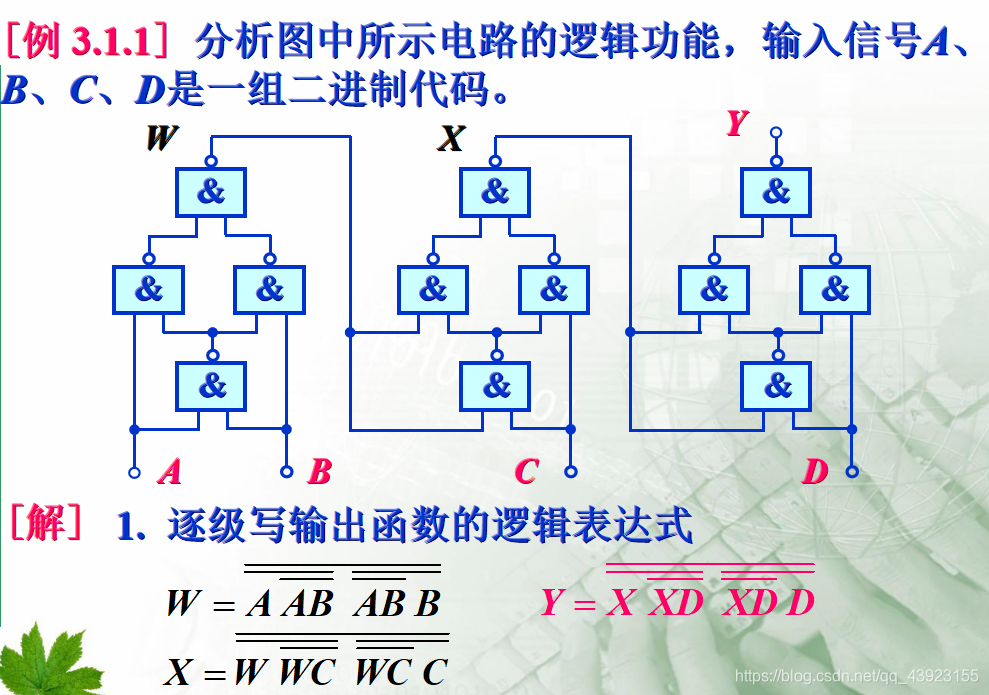 [例 3.1.1] 分析图中所示电路的逻辑功能，输入信号A、
B、C、D是一组二进制代码。
W X Y
& & &
& & & & & &
& & &
A B C D
[解] 1. 逐级写输出函数的逻辑表达式
W = \overline{\overline{A \overline{AB}} \overline{\overline{AB} B}} Y = \overline{\overline{X \overline{XD}} \overline{\overline{XD} D}}
X = \overline{\overline{W \overline{WC}} \overline{\overline{WC} C}}
https://blog.csdn.net/qq_43923155